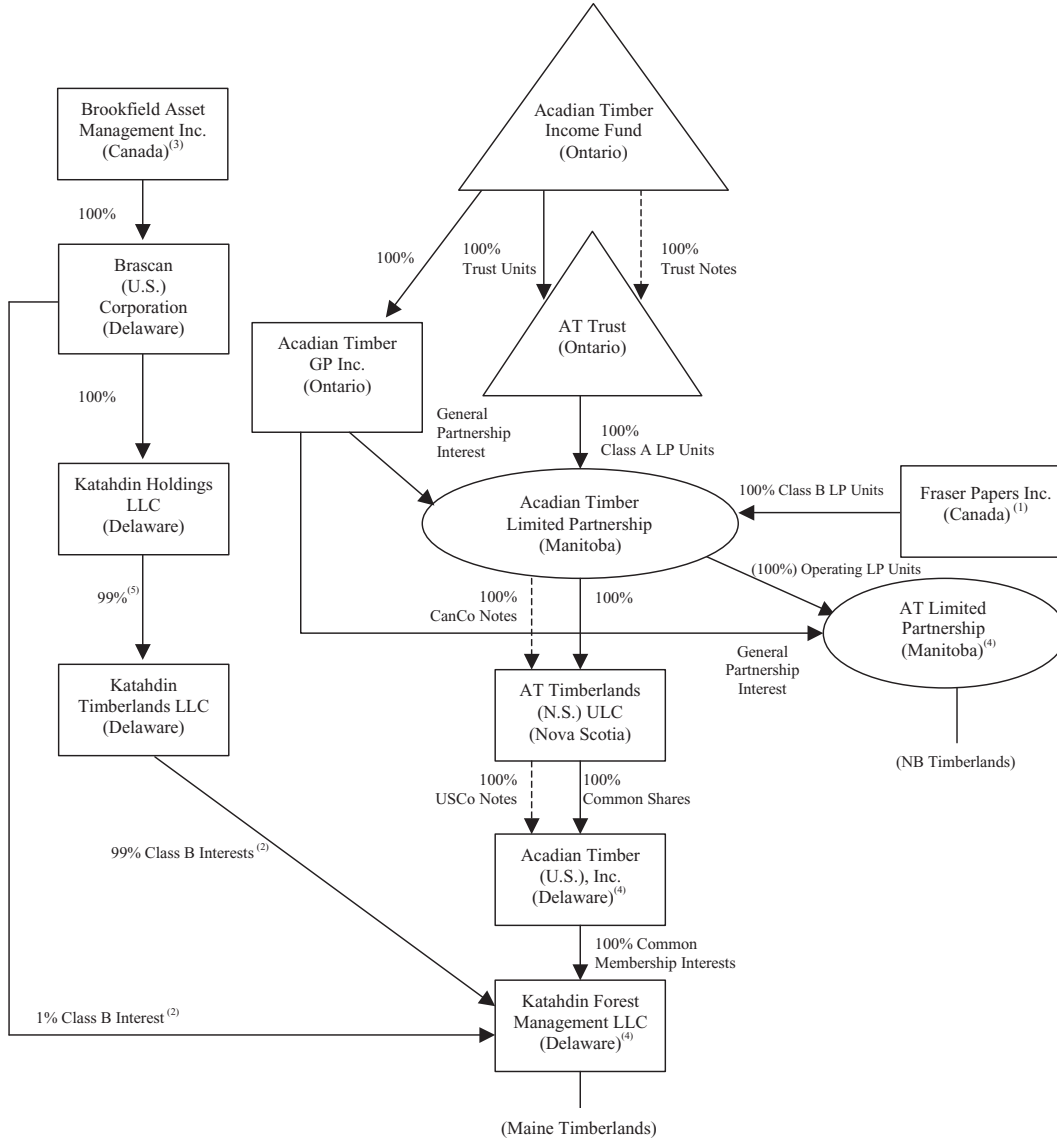 Acadian Timber
Income Fund
(Ontario)
Brookfield Asset
Management Inc.
(Canada)(3)
100%
100%
100%
Trust Units
100%
Trust Notes
Brascan
(U.S.)
Corporation
(Delaware)
Acadian Timber
GP Inc.
(Ontario)
AT Trust
(Ontario)
100%
General
Partnership
Interest
100%
Class A LP Units
Katahdin Holdings
LLC
(Delaware)
Acadian Timber
Limited Partnership
(Manitoba)
100% Class B LP Units
Fraser Papers Inc.
(Canada)(1)
99%(5)
100%
CanCo Notes
100%
(100%) Operating LP Units
AT Limited
Partnership
(Manitoba)(4)
General
Partnership
Interest
Katahdin
Timberlands LLC
(Delaware)
AT Timberlands
(N.S.) ULC
(Nova Scotia)
(NB Timberlands)
100%
USCo Notes
100%
Common Shares
99% Class B Interests(2)
Acadian Timber
(U.S.), Inc.
(Delaware)(4)
100% Common
Membership Interests
1% Class B Interest(2)
Katahdin Forest
Management LLC
(Delaware)(4)
(Maine Timberlands)